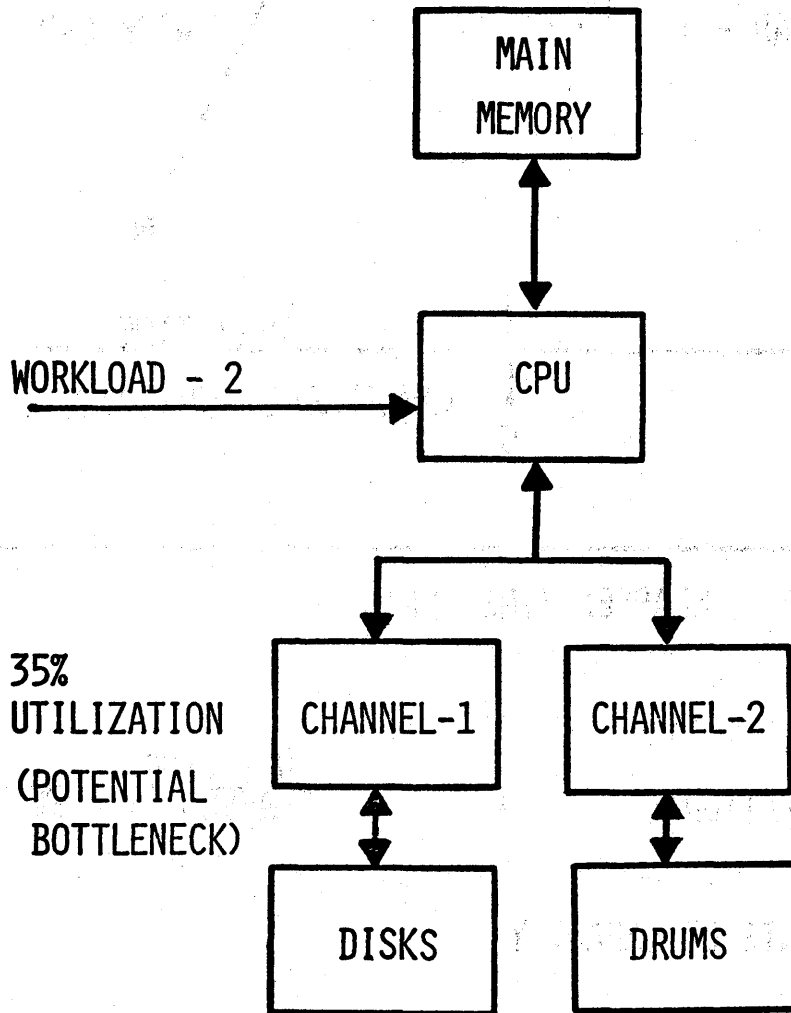 MAIN
MEMORY
WORKLOAD - 2
CPU
35%
UTILIZATION
(POTENTIAL
BOTTLENECK)
CHANNEL-1
CHANNEL-2
DISKS
DRUMS